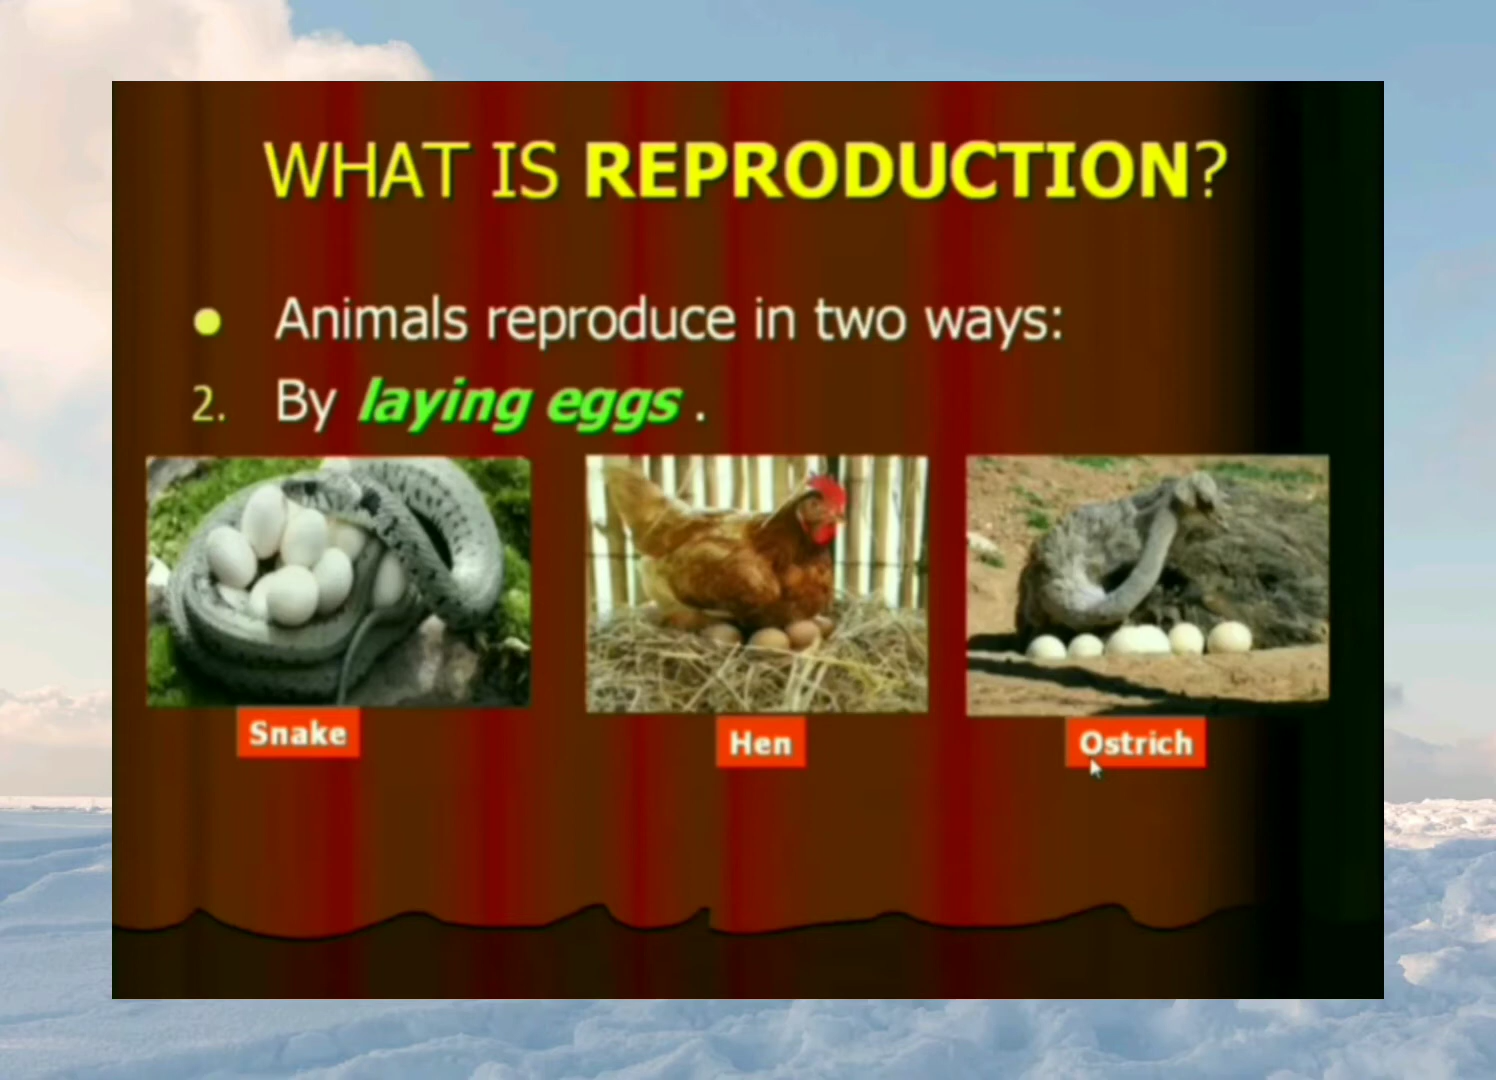 WHAT IS REPRODUCTION?
● Animals reproduce in two ways:
2. By laying eggs .
Snake
Hen
Ostrich